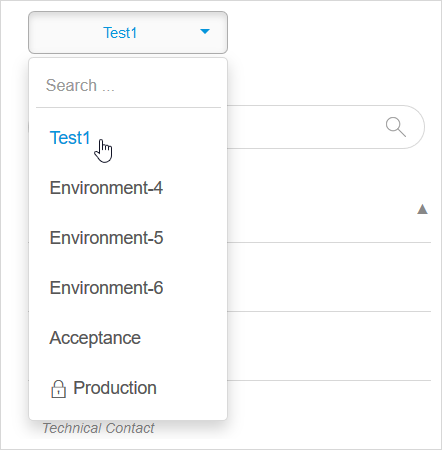 Test1
Search ...
Test1
Environment-4
Environment-5
Environment-6
Acceptance
Production
Technical Contact